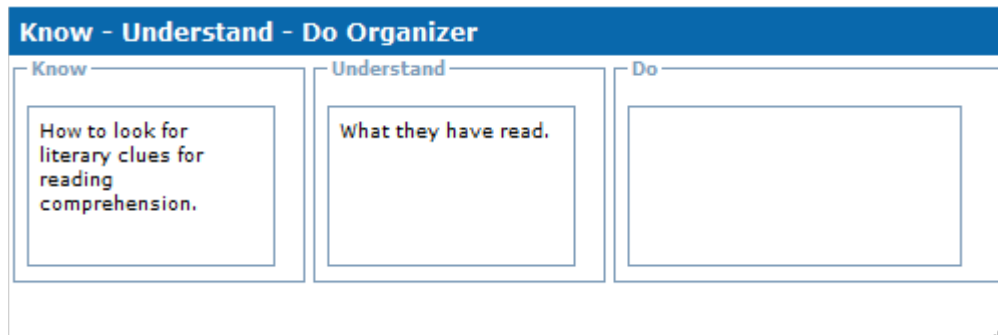 Know - Understand - Do Organizer
Know
How to look for
literary clues for
reading
comprehension.
Understand
What they have read.
Do